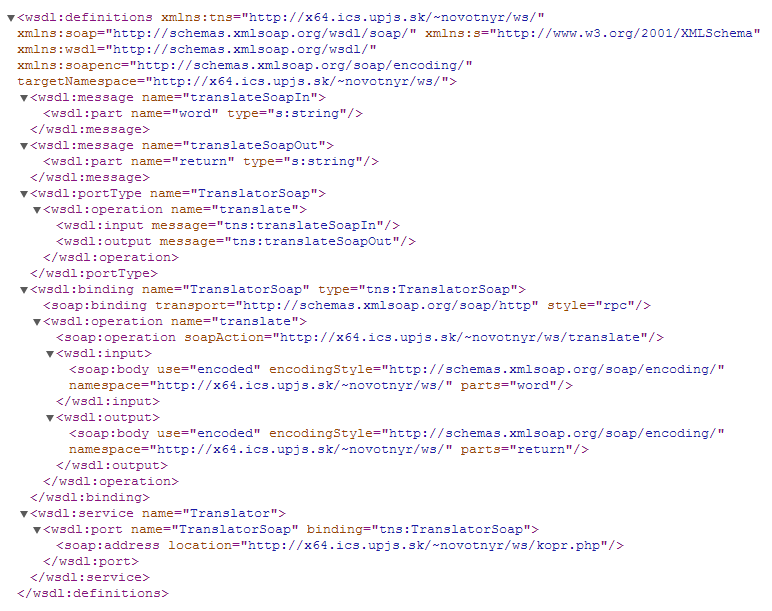 ▼<wsdl:definitions xmlns:tns="http://x64.ics.upjs.sk/~novotnyr/ws/"
xmlns:soap="http://schemas.xmlsoap.org/wsdl/soap/" xmlns:s="http://www.w3.org/2001/XMLSchema"
xmlns:wsdl="http://schemas.xmlsoap.org/wsdl/"
xmlns:soapenc="http://schemas.xmlsoap.org/soap/encoding/"
targetNamespace="http://x64.ics.upjs.sk/~novotnyr/ws/">
▼<wsdl:message name="translateSoapIn">
<wsdl:part name="word" type="s:string"/>
</wsdl:message>
▼<wsdl:message name="translateSoapOut">
<wsdl:part name="return" type="s:string"/>
</wsdl:message>
▼<wsdl:portType name="TranslatorSoap">
▼<wsdl:operation name="translate">
<wsdl:input message="tns:translateSoapIn"/>
<wsdl:output message="tns:translateSoapOut"/>
</wsdl:operation>
</wsdl:portType>
▼<wsdl:binding name="TranslatorSoap" type="tns:TranslatorSoap">
<soap:binding transport="http://schemas.xmlsoap.org/soap/http" style="rpc"/>
▼<wsdl:operation name="translate">
<soap:operation soapAction="http://x64.ics.upjs.sk/~novotnyr/ws/translate"/>
▼<wsdl:input>
<soap:body use="encoded" encodingStyle="http://schemas.xmlsoap.org/soap/encoding/"
namespace="http://x64.ics.upjs.sk/~novotnyr/ws/" parts="word"/>
</wsdl:input>
▼<wsdl:output>
<soap:body use="encoded" encodingStyle="http://schemas.xmlsoap.org/soap/encoding/"
namespace="http://x64.ics.upjs.sk/~novotnyr/ws/" parts="return"/>
</wsdl:output>
</wsdl:operation>
</wsdl:binding>
▼<wsdl:service name="Translator">
▼<wsdl:port name="TranslatorSoap" binding="tns:TranslatorSoap">
<soap:address location="http://x64.ics.upjs.sk/~novotnyr/ws/kopr.php"/>
</wsdl:port>
</wsdl:service>
</wsdl:definitions>